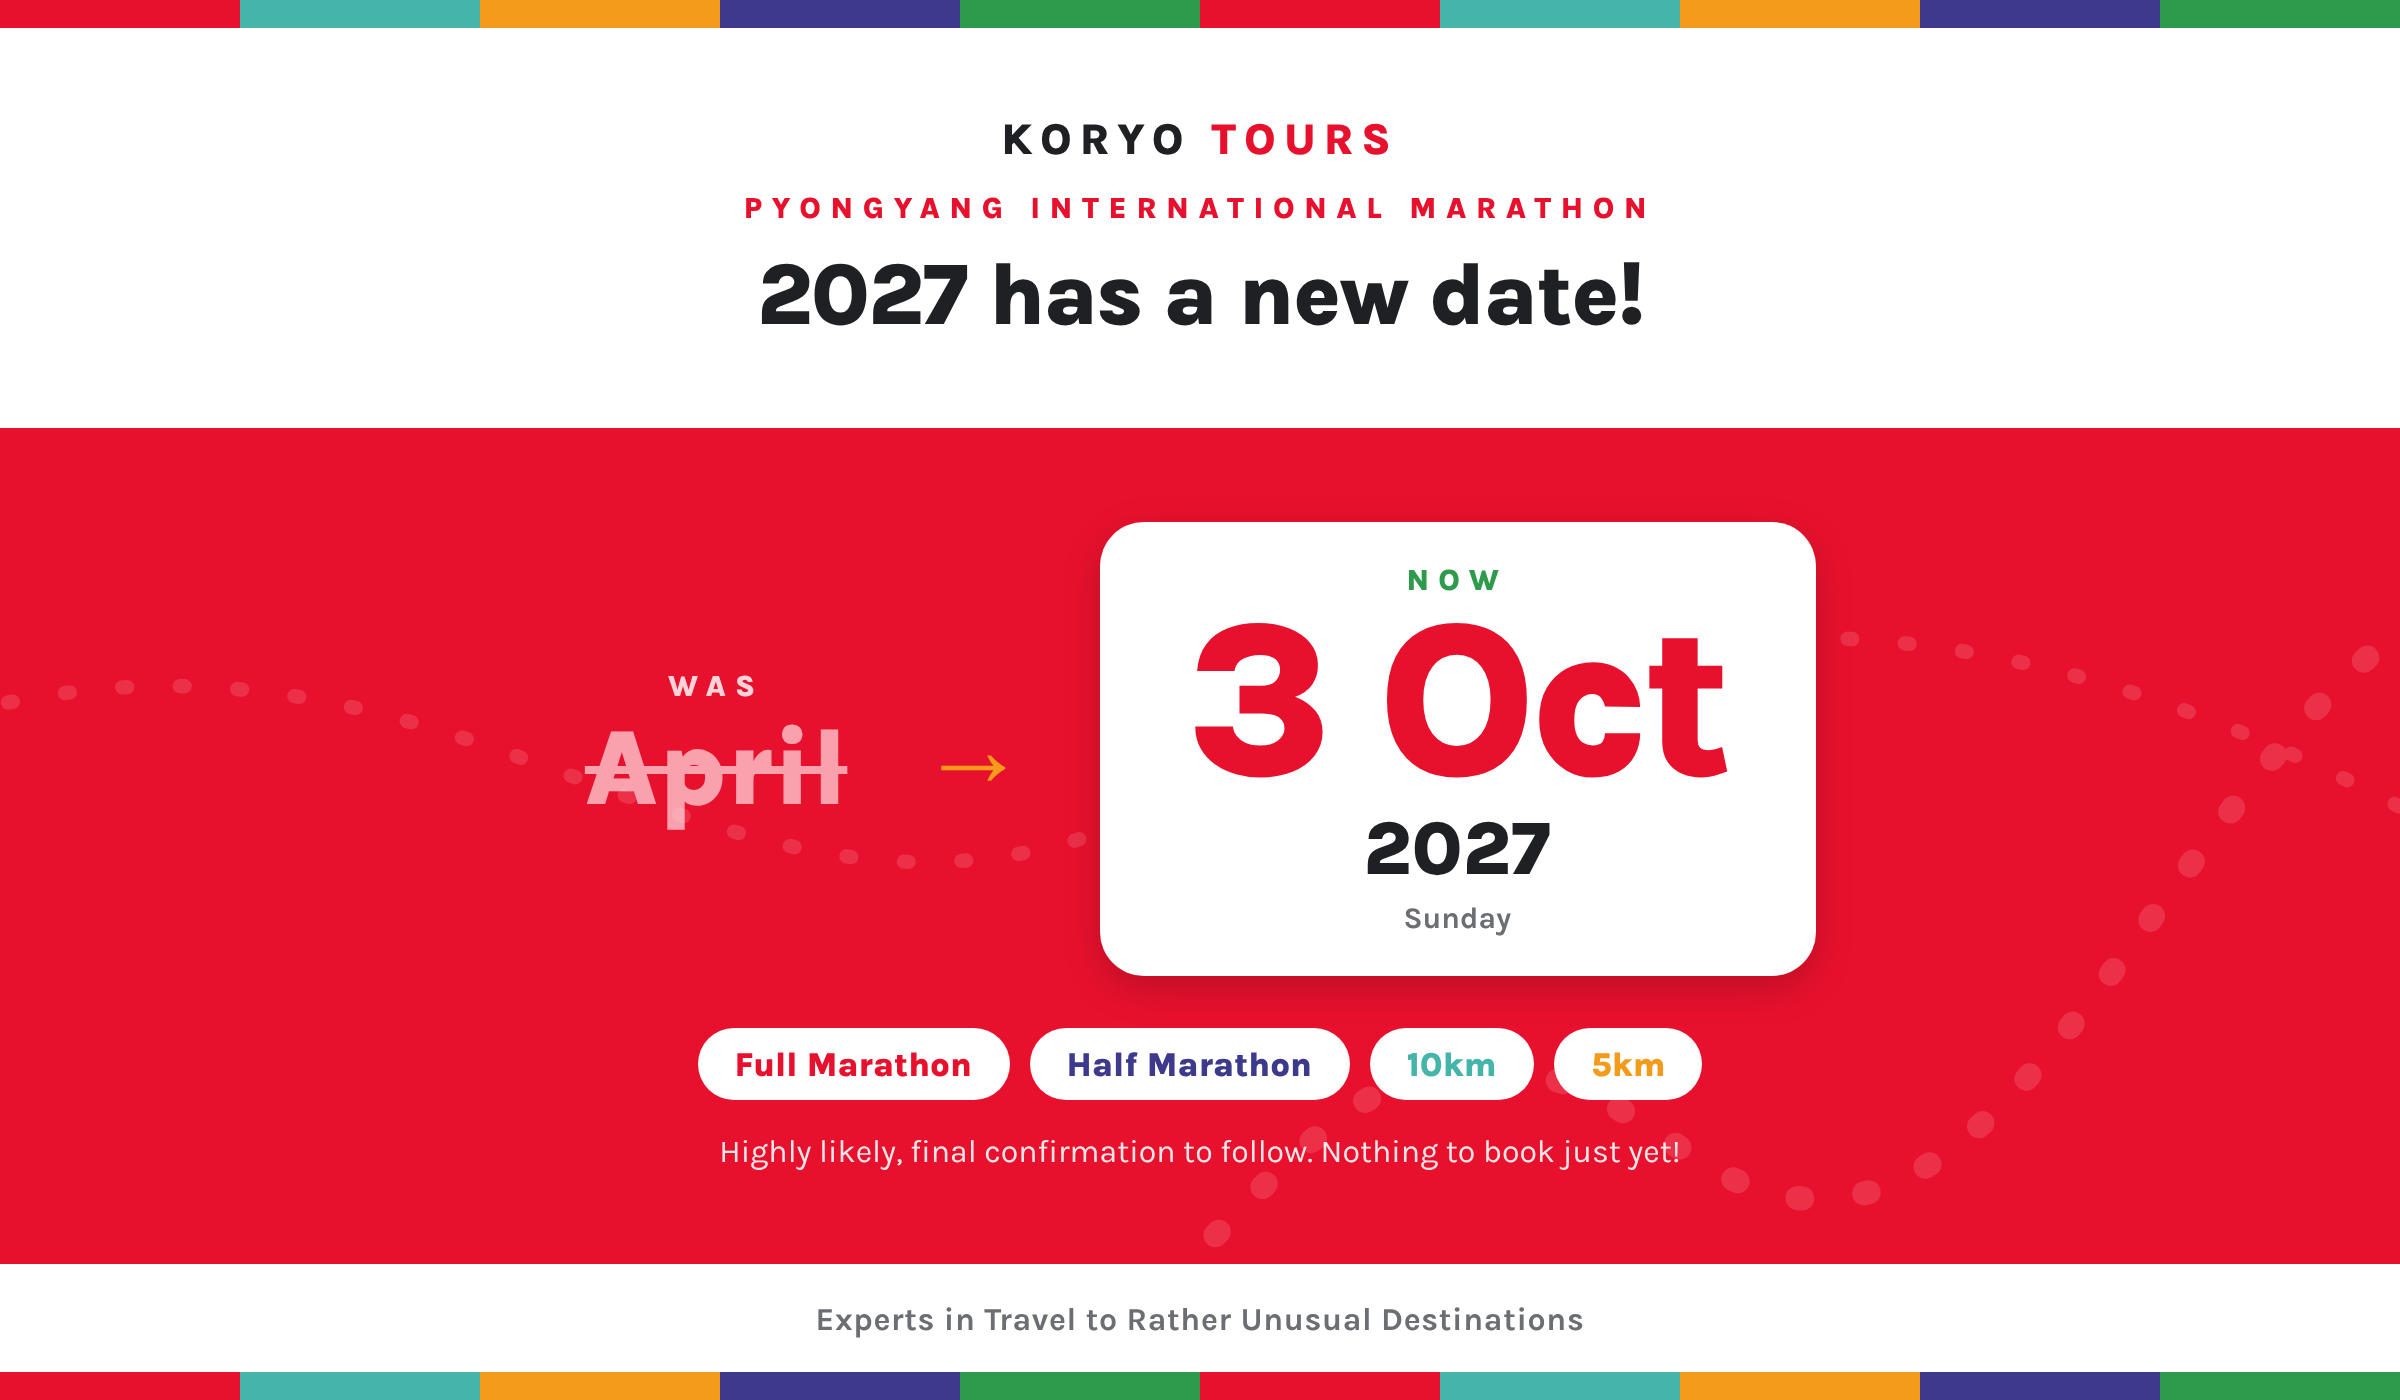 KORYO TOURS
PYONGYANG INTERNATIONAL MARATHON
2027 has a new date!
WAS
April
→
NOW
3 Oct
2027
Sunday
Full Marathon Half Marathon 10km 5km
Highly likely, final confirmation to follow. Nothing to book just yet!
Experts in Travel to Rather Unusual Destinations